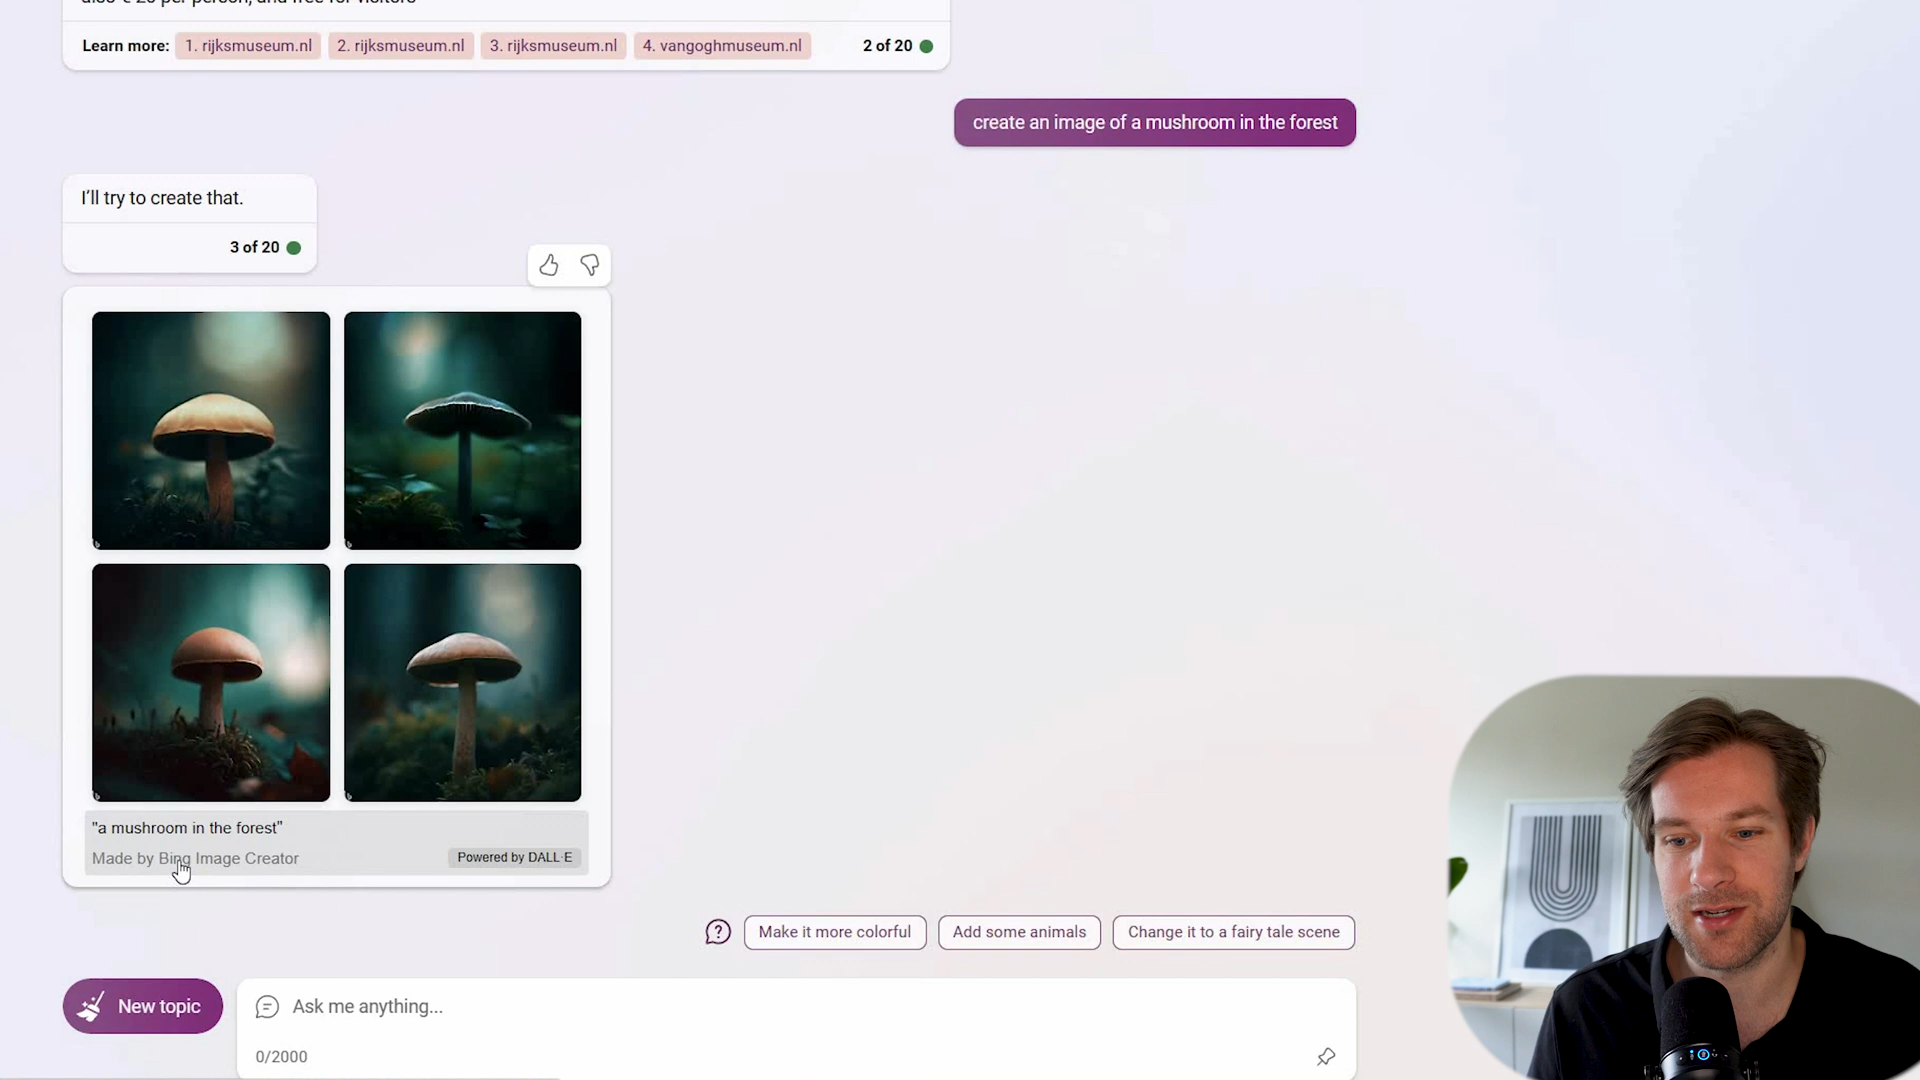 Learn more: 1. rijksmuseum.nl 2. rijksmuseum.nl 3. rijksmuseum.nl 4. vangoghmuseum.nl 2 of 20
create an image of a mushroom in the forest
I'll try to create that.
3 of 20
"a mushroom in the forest"
Made by Bing Image Creator Powered by DALL·E
Make it more colorful Add some animals Change it to a fairy tale scene
New topic Ask me anything...
0/2000